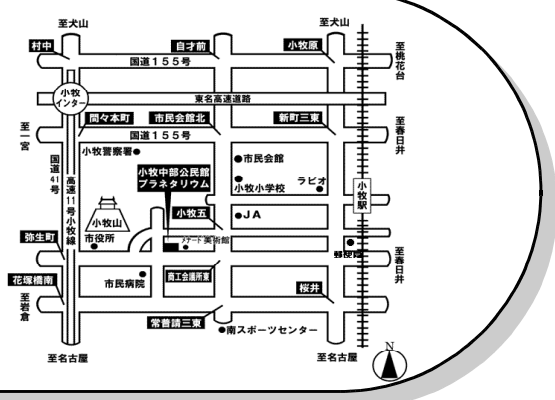 至犬山
至犬山
村中
自才前
小牧原
国道155号
至桃花台
小牧
インター
東名高速道路
間々本町
市民会館北
新町三東
至一宮
国道155号
至春日井
小牧警察署
市民会館
国道41号
高速11号小牧線
小牧中部公民館
プラネタリウム
小牧小学校
ラピオ
小牧駅
小牧山
小牧五
JA
弥生町
市役所
メナード美術館
郵便局
至春日井
花塚橋南
市民病院
商工会議所東
桜井
至岩倉
常普請三東
南スポーツセンター
至名古屋
至名古屋
N